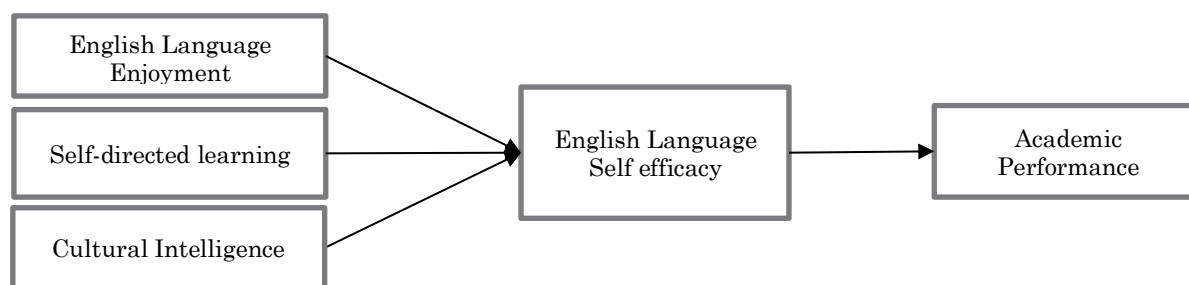 English Language
Enjoyment
Self-directed learning
Cultural Intelligence
English Language
Self efficacy
Academic
Performance